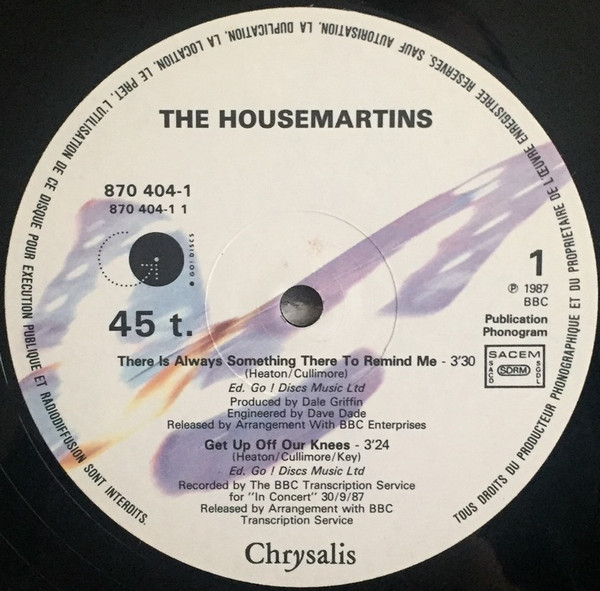 TOUS DROITS DU PRODUCTEUR PHONOGRAPHIQUE ET DU PROPRIETAIRE DE L'ŒUVRE ENREGISTREE RESERVES. SAUF AUTORISATION, LA DUPLICATION, LA LOCATION, LE PRET, L'UTILISATION DE CE DISQUE POUR EXECUTION PUBLIQUE ET RADIODIFFUSION SONT INTERDITS.
THE HOUSEMARTINS
870 404-1
870 404-1 1
GO! DISCS
45 t.
1
℗ 1987
BBC
Publication
Phonogram
SACEM
SACD
SDRM
SGDL
There Is Always Something There To Remind Me - 3'30
(Heaton/Cullimore)
Ed. Go ! Discs Music Ltd
Produced by Dale Griffin
Engineered by Dave Dade
Released by Arrangement With BBC Enterprises
Get Up Off Our Knees - 3'24
(Heaton/Cullimore/Key)
Ed. Go ! Discs Music Ltd
Recorded by The BBC Transcription Service
for "In Concert" 30/9/87
Released by Arrangement with BBC
Transcription Service
Chrysalis